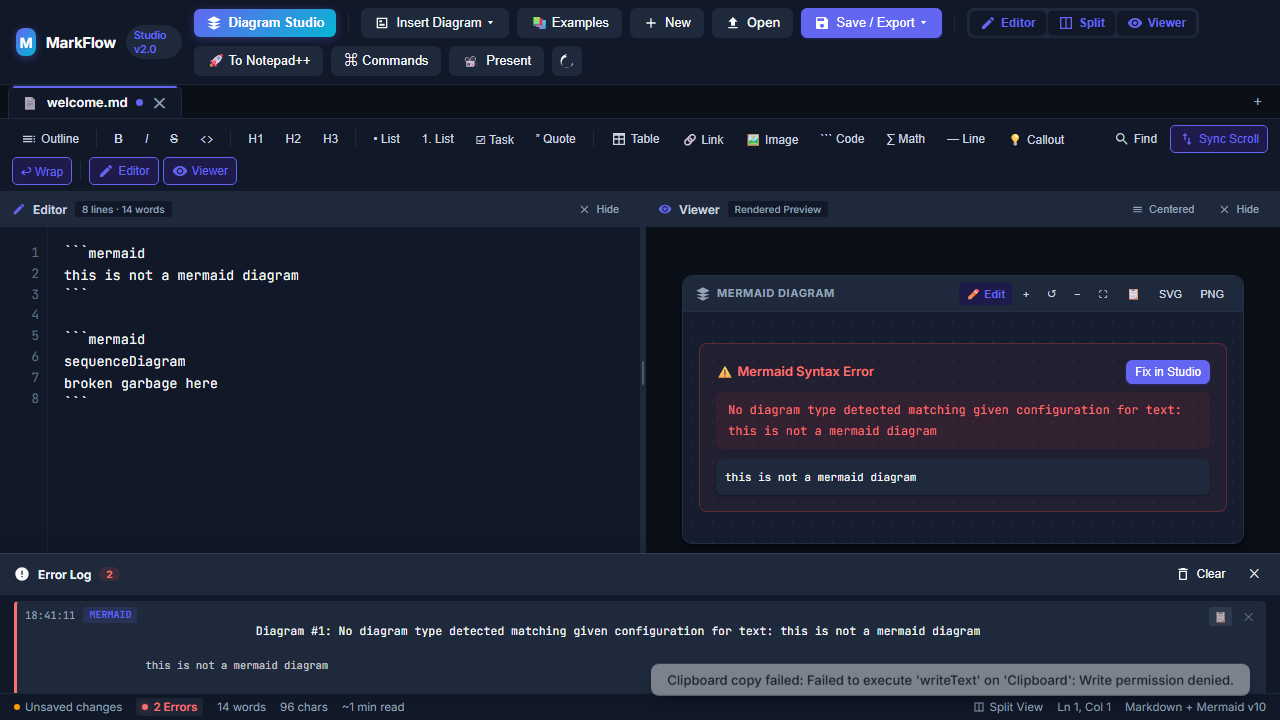 M MarkFlow Studio v2.0
Diagram Studio Insert Diagram Examples New Open Save / Export Editor Split Viewer
To Notepad++ ⌘ Commands Present
welcome.md
+
Outline B I S <> H1 H2 H3 • List 1. List ☑ Task " Quote Table Link Image ``` Code ∑ Math — Line Callout Find Sync Scroll
↩ Wrap Editor Viewer
Editor 8 lines · 14 words Hide
Viewer Rendered Preview Centered Hide
1 ```mermaid
2 this is not a mermaid diagram
3 ```
4
5 ```mermaid
6 sequenceDiagram
7 broken garbage here
8 ```
MERMAID DIAGRAM Edit + ↺ − ⛶ SVG PNG
⚠️ Mermaid Syntax Error Fix in Studio
No diagram type detected matching given configuration for text:
this is not a mermaid diagram
this is not a mermaid diagram
Error Log 2 Clear
18:41:11 MERMAID
Diagram #1: No diagram type detected matching given configuration for text: this is not a mermaid diagram
this is not a mermaid diagram
Clipboard copy failed: Failed to execute 'writeText' on 'Clipboard': Write permission denied.
Unsaved changes 2 Errors 14 words 96 chars ~1 min read Split View Ln 1, Col 1 Markdown + Mermaid v10